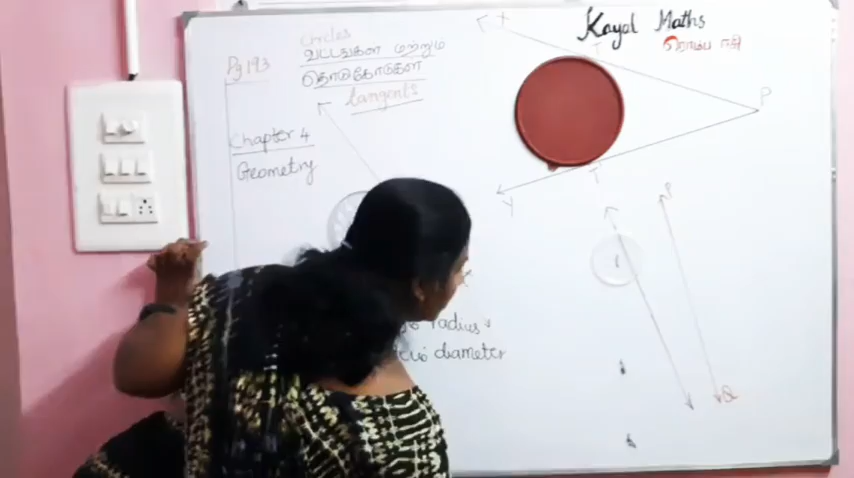 Kayal Maths
Circles
வட்டங்கள் மற்றும்
தொடுகோடுகள்
tangents
Pg 193
Chapter 4
Geometry
X
T
P
T
Y
P
Q
radius
diameter